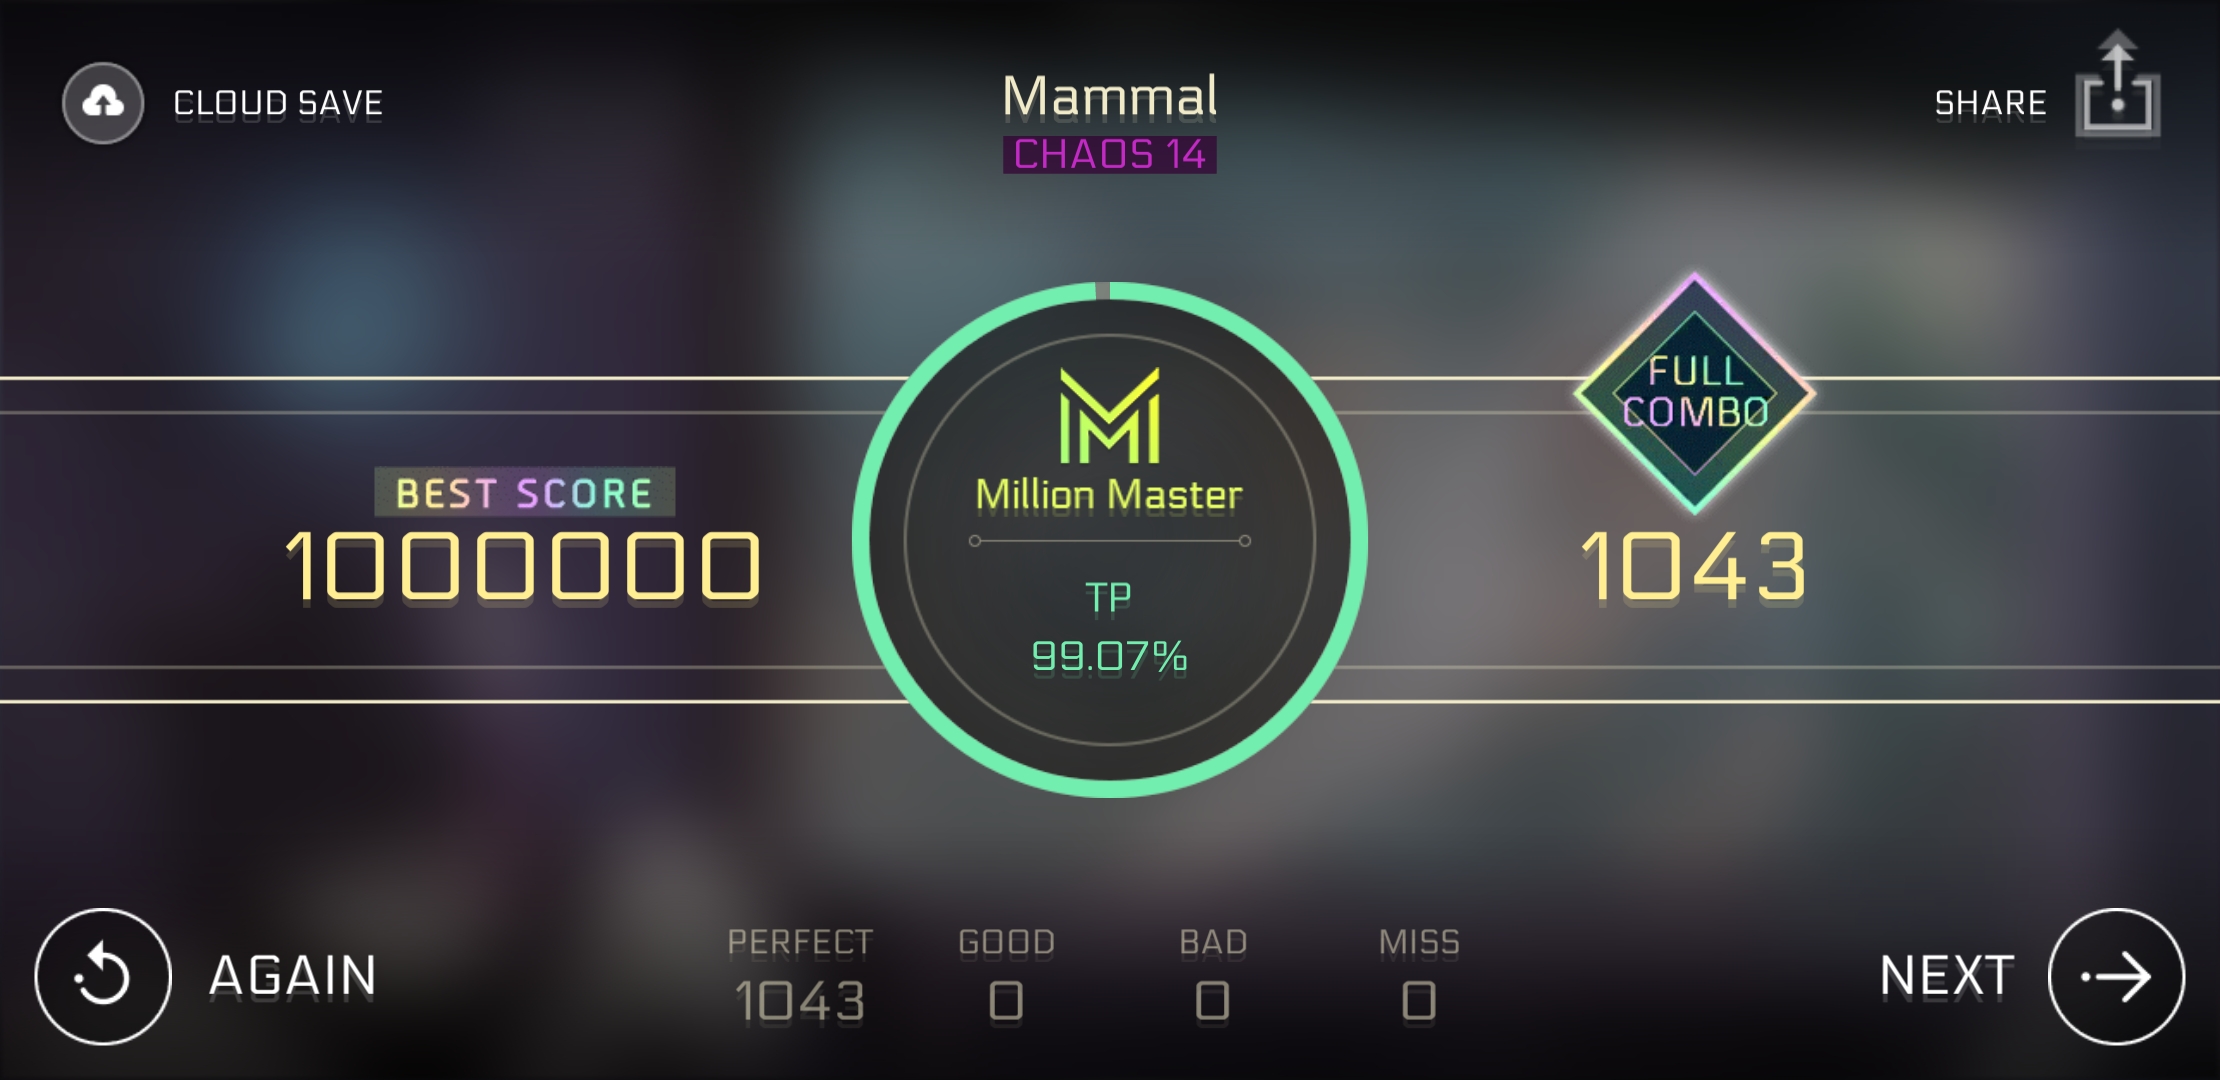 CLOUD SAVE
Mammal
CHAOS 14
SHARE
FULL
COMBO
BEST SCORE
1000000
Million Master
TP
99.07%
1043
PERFECT GOOD BAD MISS
1043 0 0 0
AGAIN
NEXT